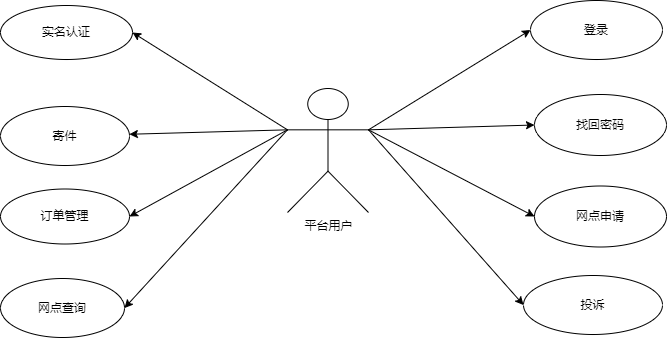 实名认证
登录
寄件
找回密码
订单管理
网点申请
平台用户
网点查询
投诉